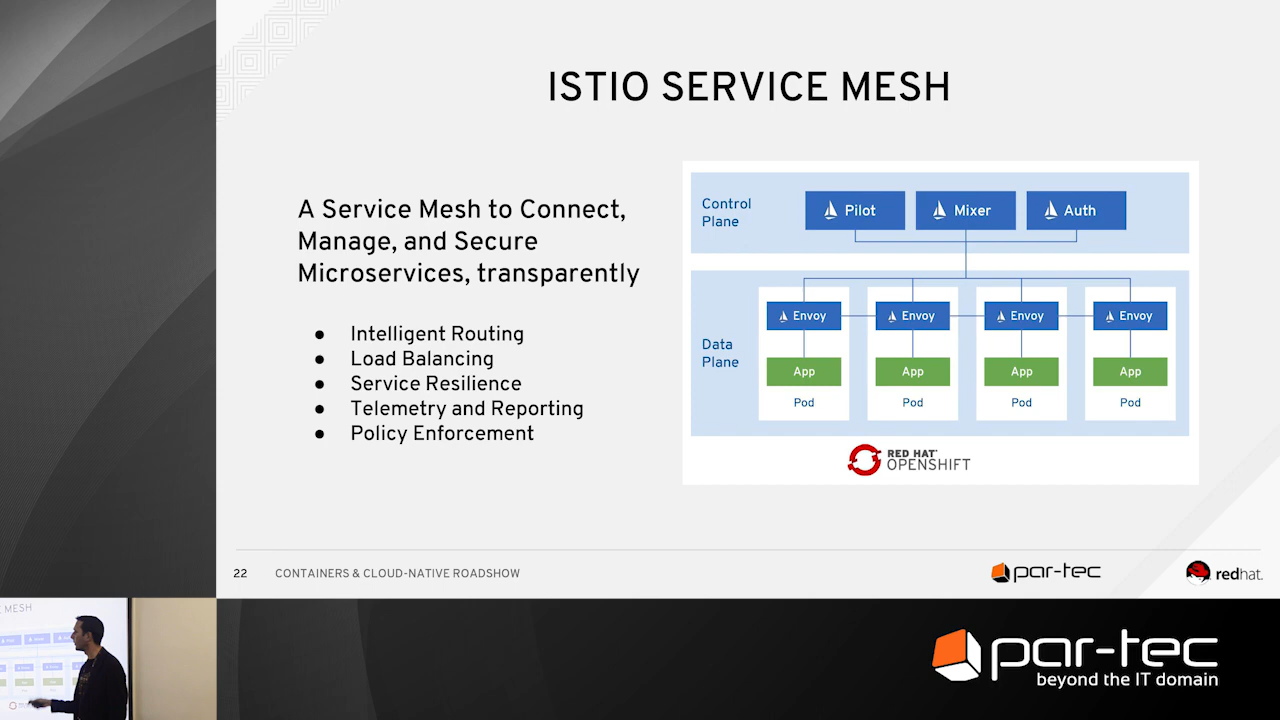 ISTIO SERVICE MESH
A Service Mesh to Connect,
Manage, and Secure
Microservices, transparently
● Intelligent Routing
● Load Balancing
● Service Resilience
● Telemetry and Reporting
● Policy Enforcement
Control
Plane
Pilot
Mixer
Auth
Data
Plane
Envoy
Envoy
Envoy
Envoy
App
App
App
App
Pod
Pod
Pod
Pod
RED HAT®
OPENSHIFT
22
CONTAINERS & CLOUD-NATIVE ROADSHOW
par-tec
redhat.
MESH
par-tec
beyond the IT domain